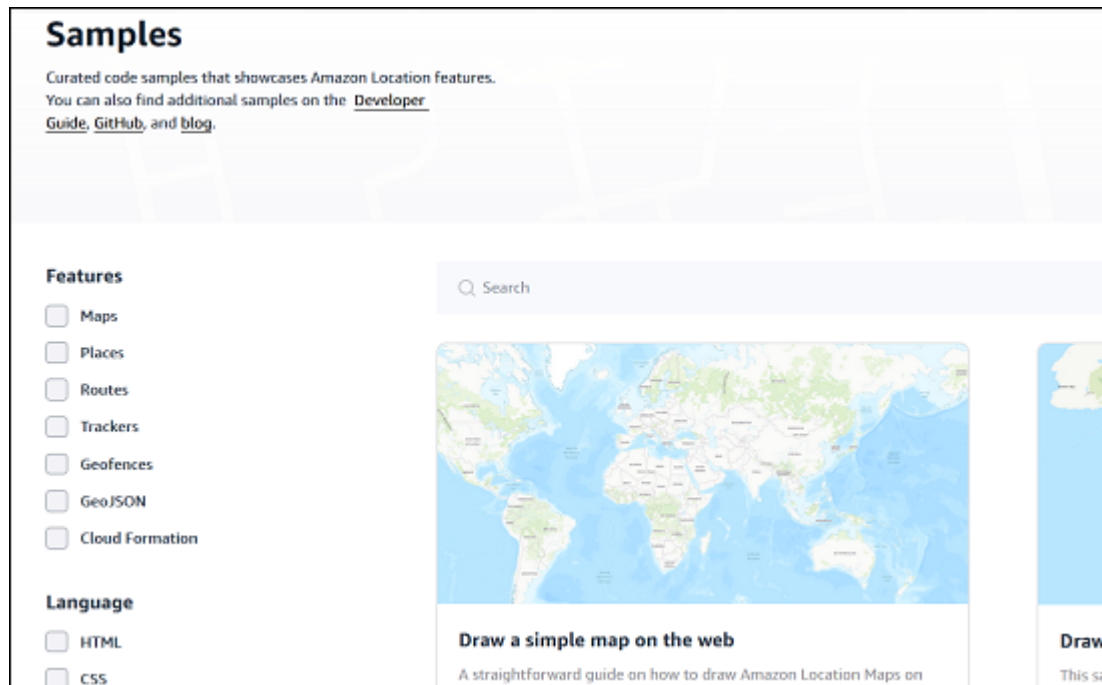 Samples
Curated code samples that showcases Amazon Location features.
You can also find additional samples on the Developer
Guide, GitHub, and blog.
Features
Maps
Places
Routes
Trackers
Geofences
GeoJSON
Cloud Formation
Language
HTML
CSS
Search
Draw a simple map on the web
A straightforward guide on how to draw Amazon Location Maps on
Draw
This sa